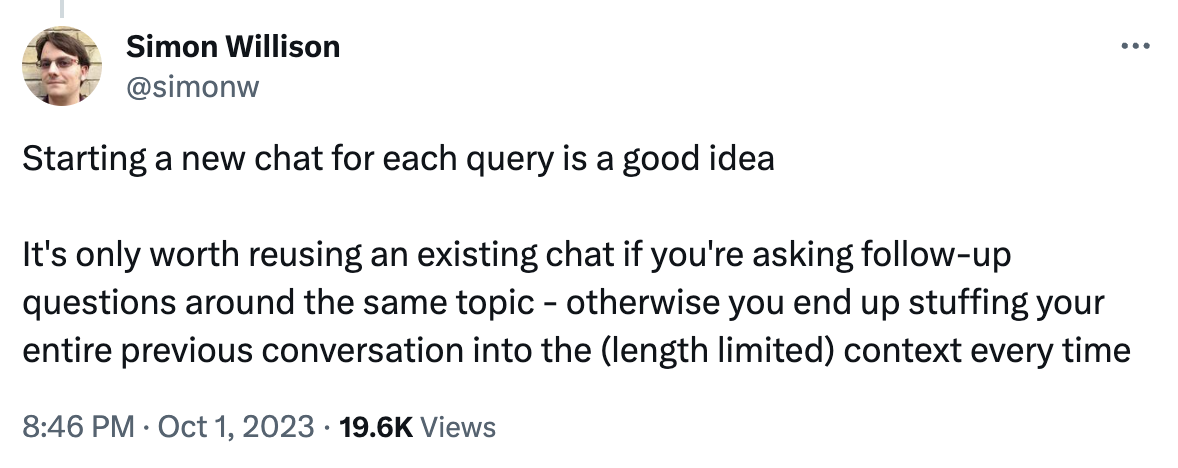 Simon Willison
@simonw
Starting a new chat for each query is a good idea
It's only worth reusing an existing chat if you're asking follow-up
questions around the same topic - otherwise you end up stuffing your
entire previous conversation into the (length limited) context every time
8:46 PM · Oct 1, 2023 · 19.6K Views